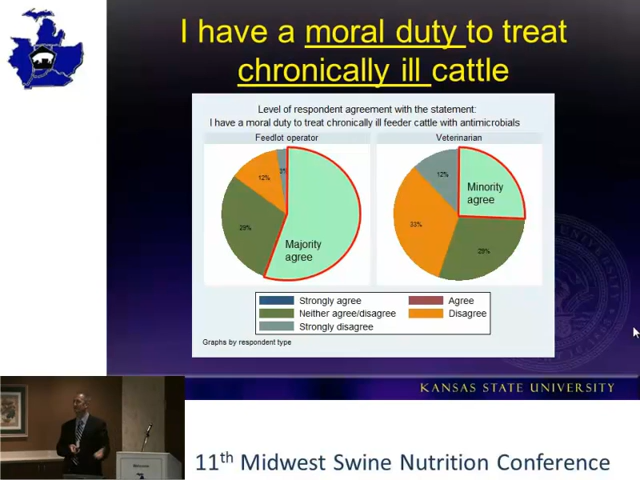 I have a moral duty to treat
chronically ill cattle
Level of respondent agreement with the statement:
I have a moral duty to treat chronically ill feeder cattle with antimicrobials
Feedlot operator
Veterinarian
12%
29%
Majority
agree
12%
33%
29%
Minority
agree
Strongly agree
Agree
Neither agree/disagree
Disagree
Strongly disagree
Graphs by respondent type
KANSAS STATE UNIVERSITY
11th Midwest Swine Nutrition Conference